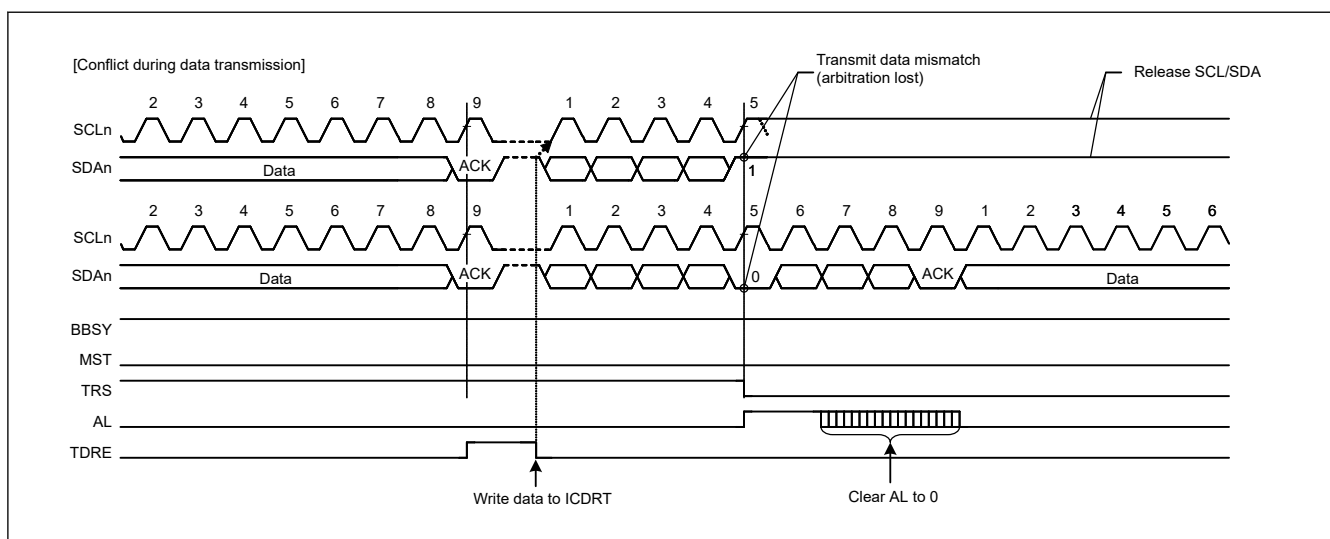 [Conflict during data transmission]
Transmit data mismatch
(arbitration lost)
Release SCL/SDA
2 3 4 5 6 7 8 9 1 2 3 4 5
SCLn
SDAn Data ACK 1
2 3 4 5 6 7 8 9 1 2 3 4 5 6 7 8 9 1 2 3 4 5 6
SCLn
SDAn Data ACK 0 ACK Data
BBSY
MST
TRS
AL
TDRE
Write data to ICDRT Clear AL to 0